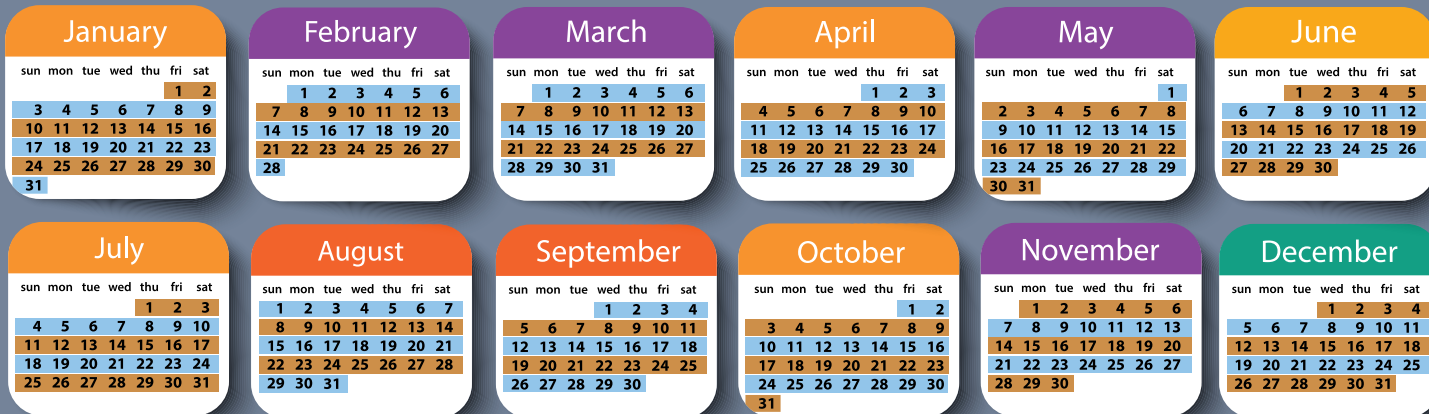 January
sun mon tue wed thu fri sat
1 2
3 4 5 6 7 8 9
10 11 12 13 14 15 16
17 18 19 20 21 22 23
24 25 26 27 28 29 30
31
February
sun mon tue wed thu fri sat
1 2 3 4 5 6
7 8 9 10 11 12 13
14 15 16 17 18 19 20
21 22 23 24 25 26 27
28
March
sun mon tue wed thu fri sat
1 2 3 4 5 6
7 8 9 10 11 12 13
14 15 16 17 18 19 20
21 22 23 24 25 26 27
28 29 30 31
April
sun mon tue wed thu fri sat
1 2 3
4 5 6 7 8 9 10
11 12 13 14 15 16 17
18 19 20 21 22 23 24
25 26 27 28 29 30
May
sun mon tue wed thu fri sat
1
2 3 4 5 6 7 8
9 10 11 12 13 14 15
16 17 18 19 20 21 22
23 24 25 26 27 28 29
30 31
June
sun mon tue wed thu fri sat
1 2 3 4 5
6 7 8 9 10 11 12
13 14 15 16 17 18 19
20 21 22 23 24 25 26
27 28 29 30
July
sun mon tue wed thu fri sat
1 2 3
4 5 6 7 8 9 10
11 12 13 14 15 16 17
18 19 20 21 22 23 24
25 26 27 28 29 30 31
August
sun mon tue wed thu fri sat
1 2 3 4 5 6 7
8 9 10 11 12 13 14
15 16 17 18 19 20 21
22 23 24 25 26 27 28
29 30 31
September
sun mon tue wed thu fri sat
1 2 3 4
5 6 7 8 9 10 11
12 13 14 15 16 17 18
19 20 21 22 23 24 25
26 27 28 29 30
October
sun mon tue wed thu fri sat
1 2
3 4 5 6 7 8 9
10 11 12 13 14 15 16
17 18 19 20 21 22 23
24 25 26 27 28 29 30
31
November
sun mon tue wed thu fri sat
1 2 3 4 5 6
7 8 9 10 11 12 13
14 15 16 17 18 19 20
21 22 23 24 25 26 27
28 29 30
December
sun mon tue wed thu fri sat
1 2 3 4
5 6 7 8 9 10 11
12 13 14 15 16 17 18
19 20 21 22 23 24 25
26 27 28 29 30 31